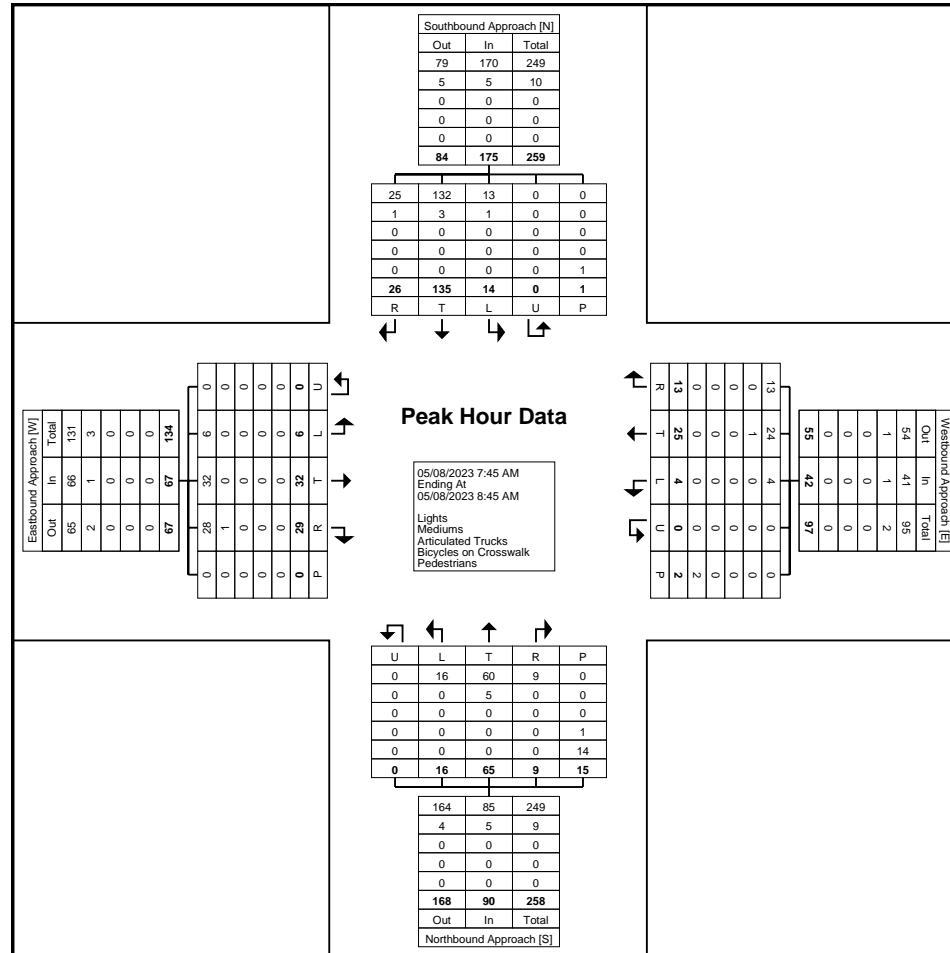 Southbound Approach [N]
Out In Total
79 170 249
5 5 10
0 0 0
0 0 0
0 0 0
84 175 259
25 132 13 0 0
1 3 1 0 0
0 0 0 0 0
0 0 0 0 0
0 0 0 0 1
26 135 14 0 1
R T L U P
Eastbound Approach [W]
Total In Out
131 66 65
3 1 2
0 0 0
0 0 0
0 0 0
134 67 67
0 6 32 28 0
0 0 0 1 0
0 0 0 0 0
0 0 0 0 0
0 0 0 0 0
0 6 32 29 0
U L T R P
Peak Hour Data
05/08/2023 7:45 AM
Ending At
05/08/2023 8:45 AM
Lights
Mediums
Articulated Trucks
Bicycles on Crosswalk
Pedestrians
Westbound Approach [E]
Out In Total
54 41 95
1 1 2
0 0 0
0 0 0
0 0 0
55 42 97
13 24 4 0 0
0 1 0 0 0
0 0 0 0 0
0 0 0 0 0
0 0 0 0 2
13 25 4 0 2
R T L U P
U L T R P
0 16 60 9 0
0 0 5 0 0
0 0 0 0 0
0 0 0 0 1
0 0 0 0 14
0 16 65 9 15
164 85 249
4 5 9
0 0 0
0 0 0
0 0 0
168 90 258
Out In Total
Northbound Approach [S]